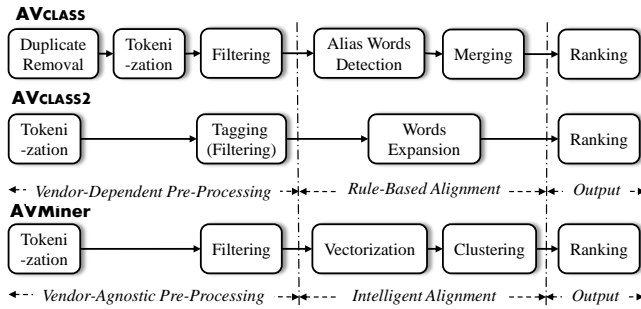 AVCLASS
Duplicate Removal
Tokeni-zation
Filtering
Alias Words Detection
Merging
Ranking
AVCLASS2
Tokeni-zation
Tagging (Filtering)
Words Expansion
Ranking
Vendor-Dependent Pre-Processing
Rule-Based Alignment
Output
AVMiner
Tokeni-zation
Filtering
Vectorization
Clustering
Ranking
Vendor-Agnostic Pre-Processing
Intelligent Alignment
Output